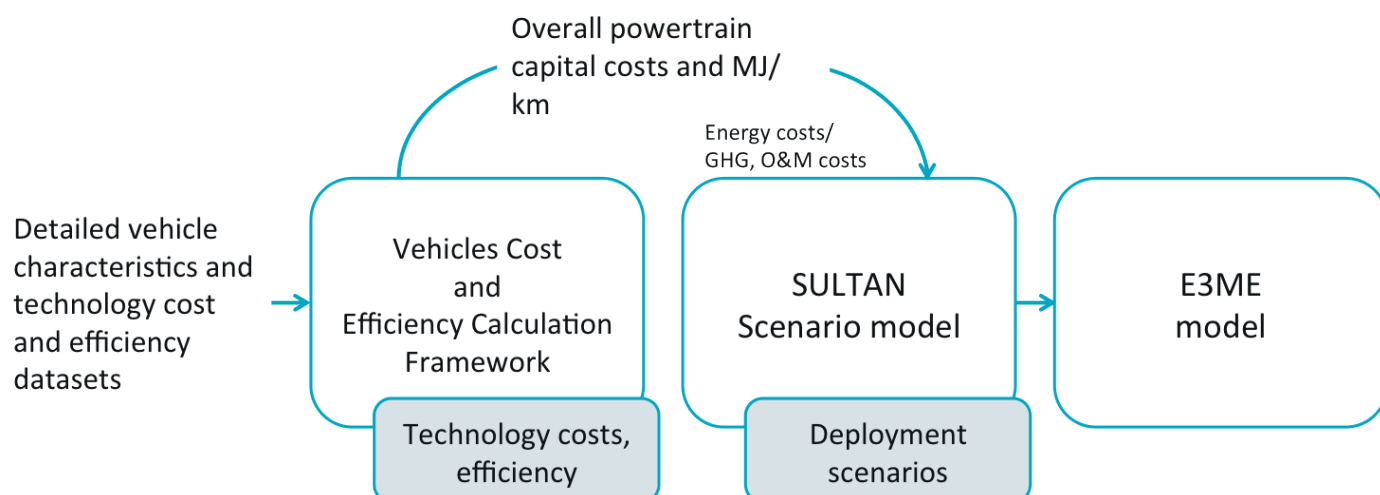 Overall powertrain
capital costs and MJ/
km
Energy costs/
GHG, O&M costs
Detailed vehicle
characteristics and
technology cost
and efficiency
datasets
Vehicles Cost
and
Efficiency Calculation
Framework
Technology costs,
efficiency
SULTAN
Scenario model
Deployment
scenarios
E3ME
model